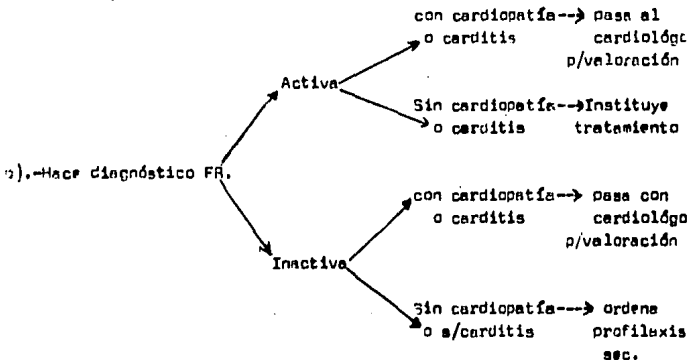 con cardiopatía--→ pasa al
o carditis cardiológo
p/valoración
Activa
Sin cardiopatía--→Instituye
o carditis tratamiento
).-Hace diagnóstico FR.
con cardiopatía--→ pasa con
o carditis cardiológo
p/valoración
Inactiva
Sin cardiopatía---→ ordena
o s/carditis profilaxis
sec.